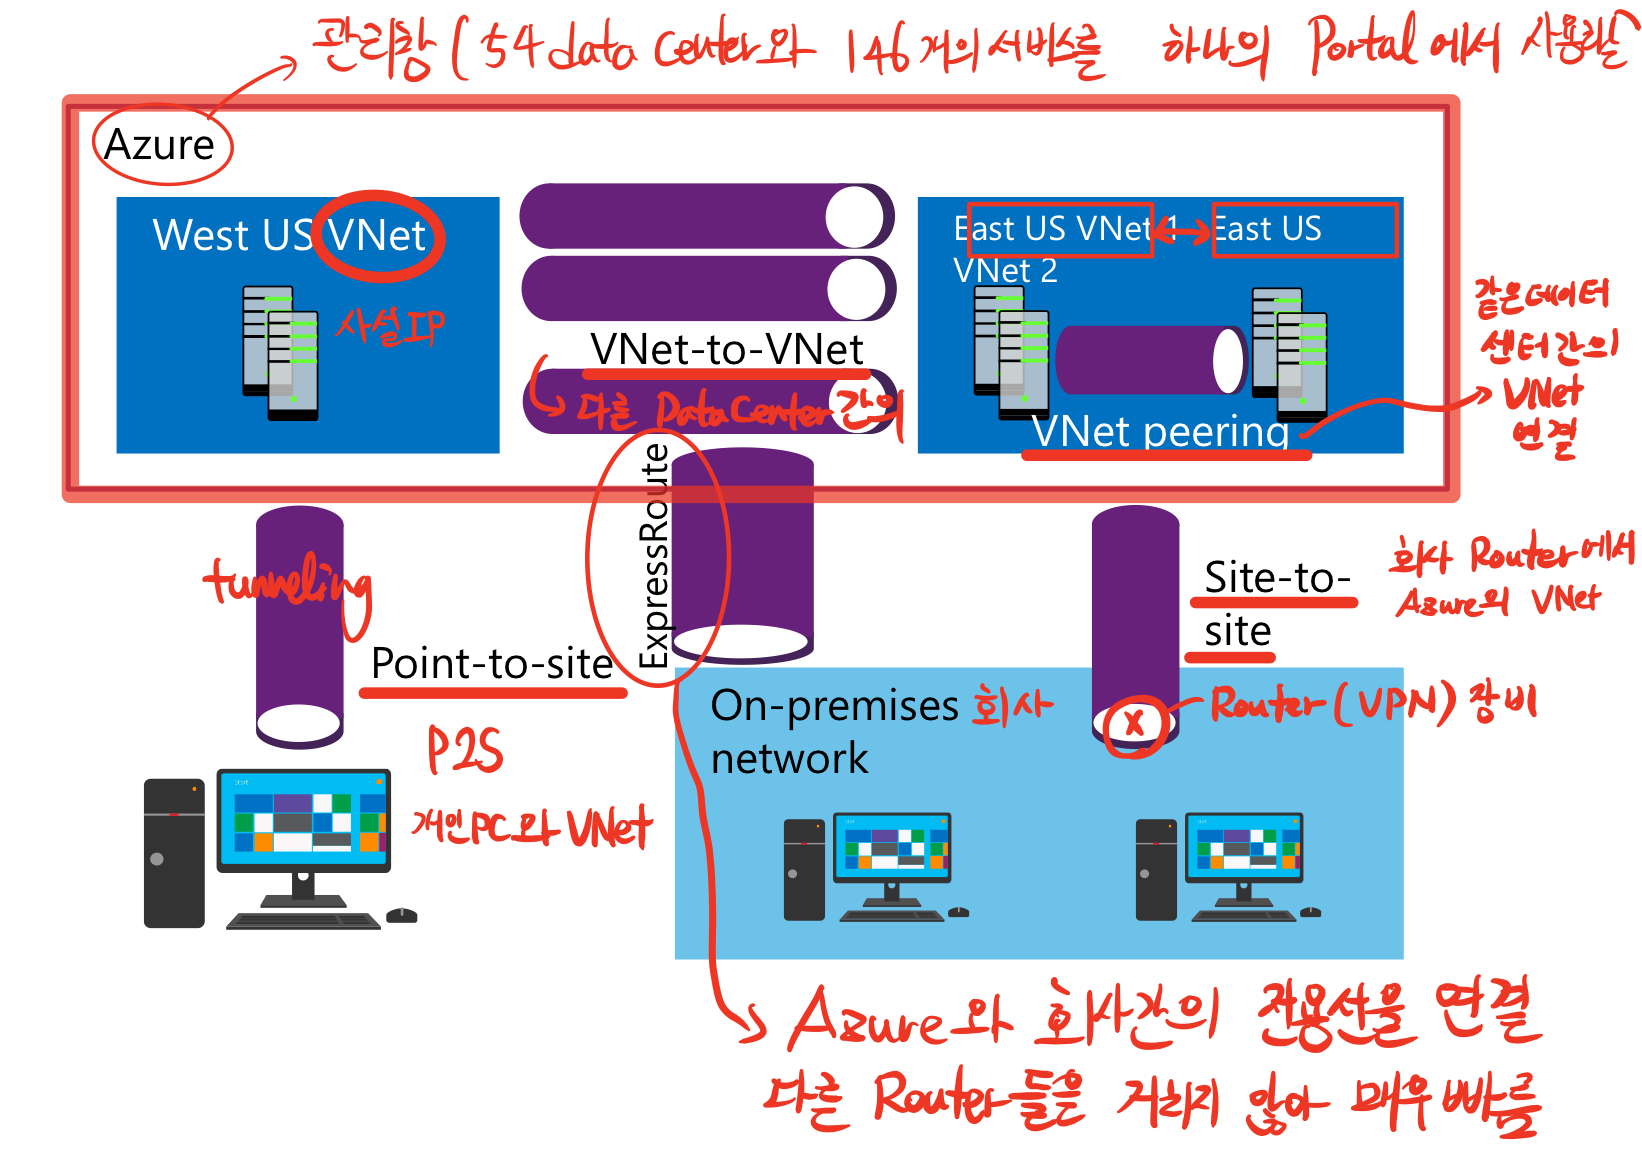 관리창 (54 data center와 146개의 서비스를 하나의 Portal에서 사용
Azure
West US VNet
사설IP
VNet-to-VNet
다른 Data Center 간의
East US VNet 1 East US
VNet 2
VNet peering
같은데이터
센터간의
VNet
연결
ExpressRoute
tunneling
Point-to-site
P2S
개인PC와 VNet
Site-to-
site
회사 Router에서
Azure의 VNet
Router (VPN) 장비
X
On-premises 회사
network
Azure와 회사간의 전용선을 연결
다른 Router들을 거치지 않아 매우 빠름